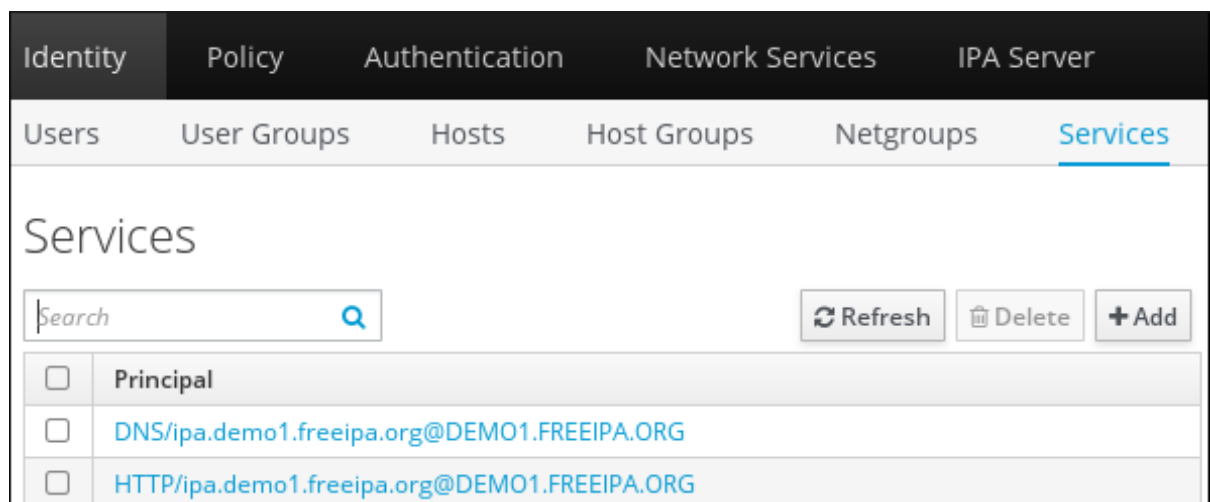 Identity Policy Authentication Network Services IPA Server
Users User Groups Hosts Host Groups Netgroups Services
Services
Search Refresh Delete +Add
Principal
DNS/ipa.demo1.freeipa.org@DEMO1.FREEIPA.ORG
HTTP/ipa.demo1.freeipa.org@DEMO1.FREEIPA.ORG